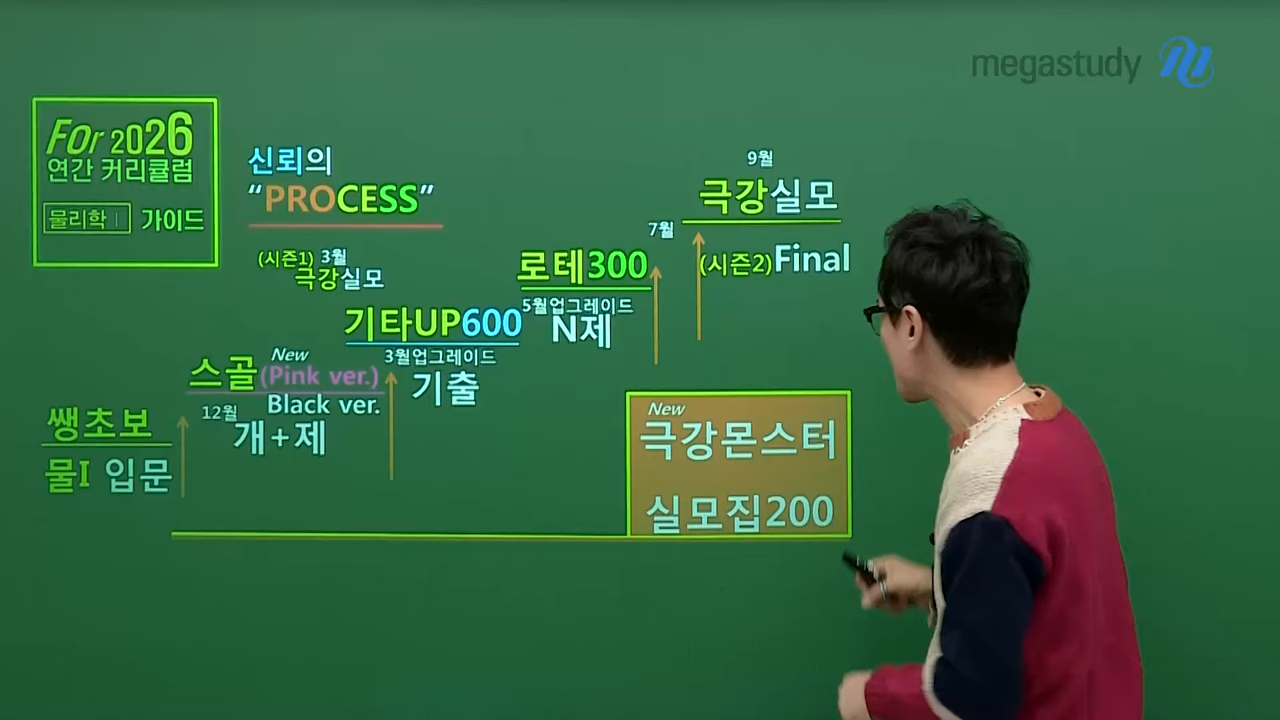 megastudy
For 2026
연간 커리큘럼
물리학Ⅰ 가이드
신뢰의
“PROCESS”
쌩초보
물I 입문
New
스골(Pink ver.)
12월 Black ver.
개+제
(시즌1) 3월
극강실모
기타UP600
3월업그레이드
기출
로테300
5월업그레이드
N제
7월
9월
극강실모
(시즌2)Final
New
극강몬스터
실모집200